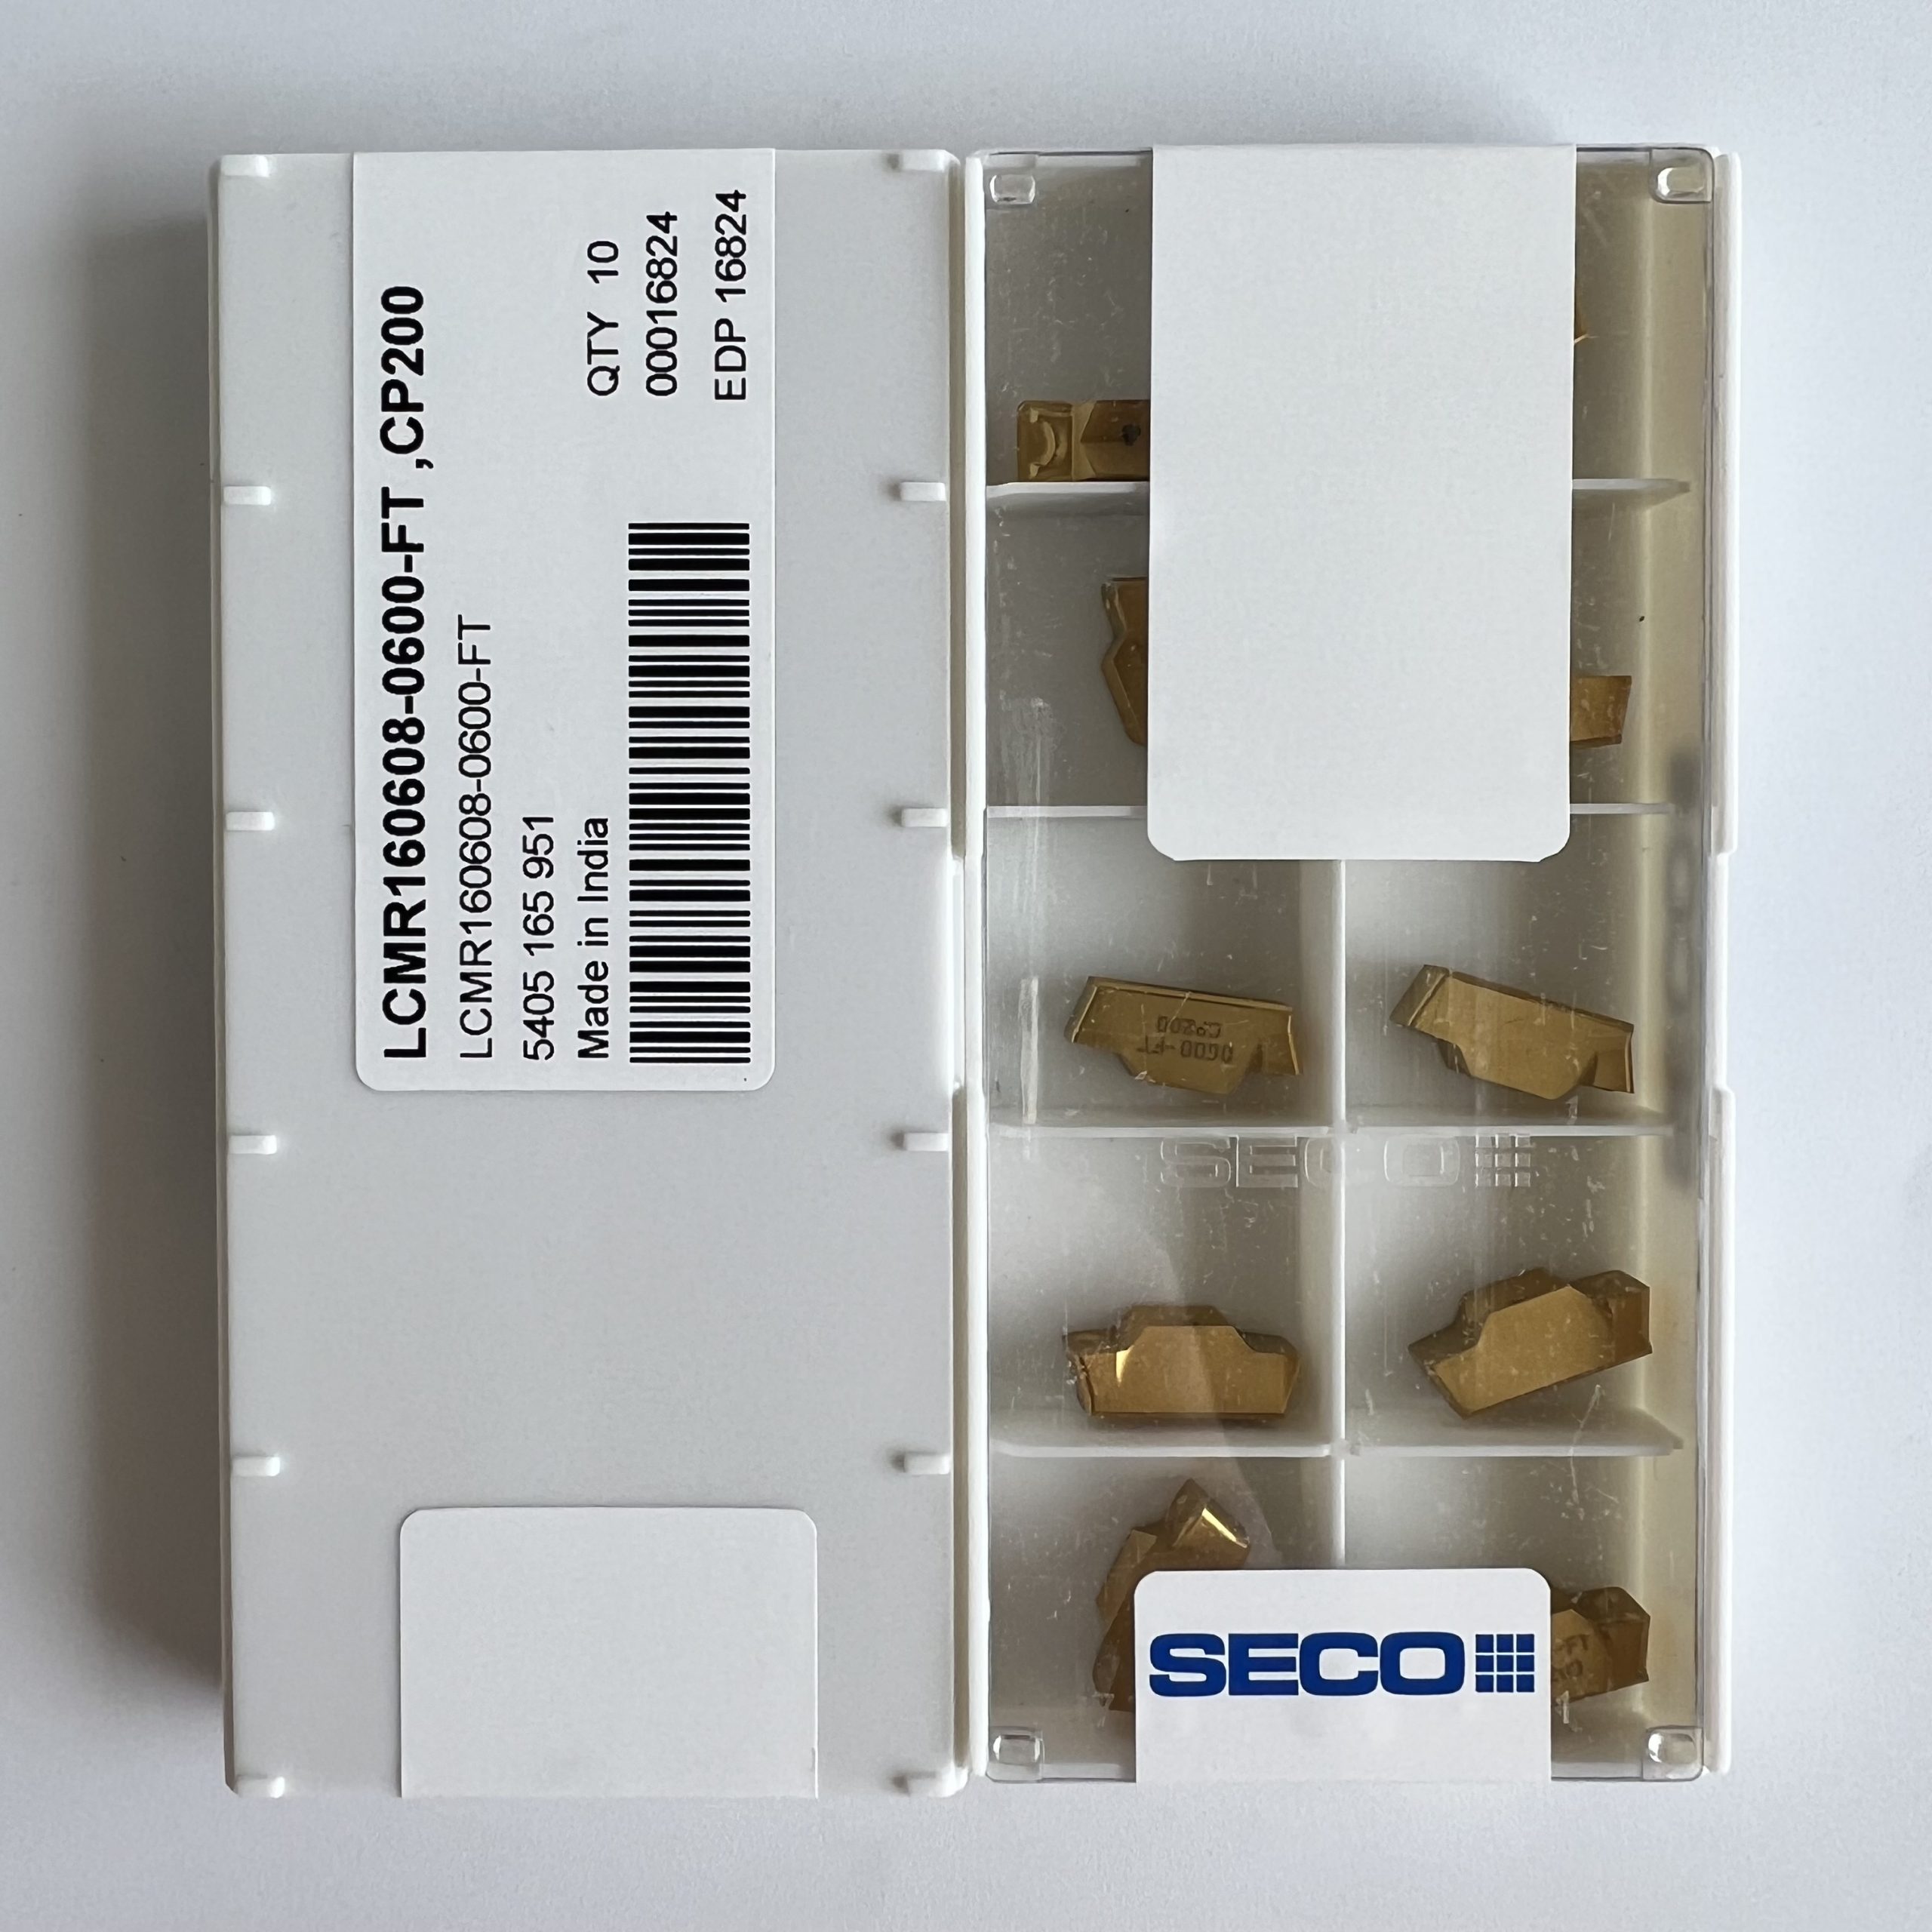 LCMR160608-0600-FT ,CP200
LCMR160608-0600-FT
5405 165 951
Made in India
QTY 10
00016824
EDP 16824
CP200
0600-FT
SECO
SECO